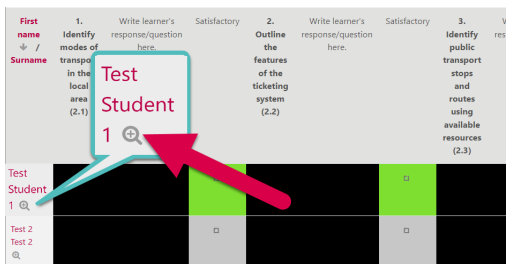 First
name
/
Surname
1.
Identify
modes of
transpo
in the
local
area
(2.1)
Write learner's
response/question
here.
Satisfactory
2.
Outline
the
features
of the
ticketing
system
(2.2)
Write learner's
response/question
here.
Satisfactory
3.
Identify
public
transport
stops
and
routes
using
available
resources
(2.3)
W
res
Test
Student
1
Test
Student
1
Test 2
Test 2